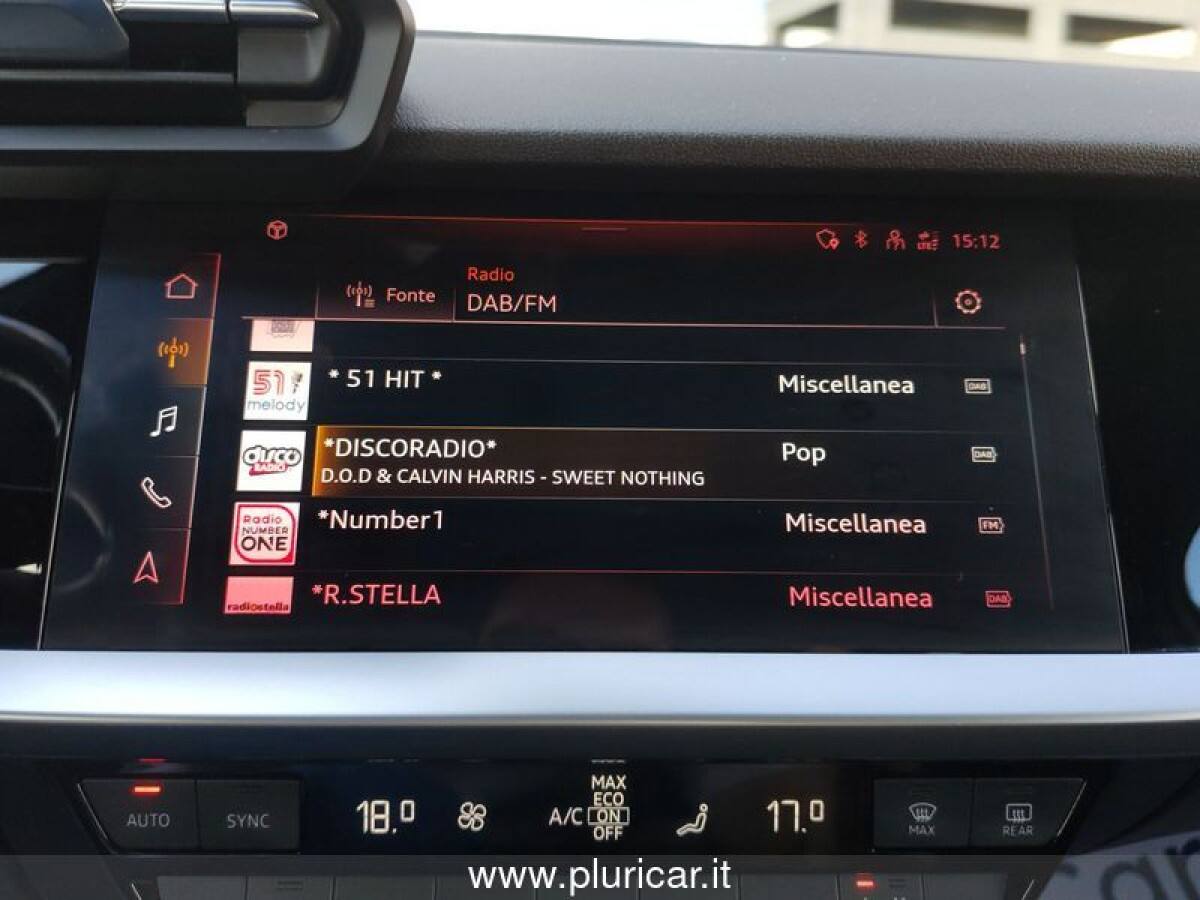 LTE
15:12
Fonte
Radio
DAB/FM
51
melody
* 51 HIT *
Miscellanea
DAB
disco
RADIO
*DISCORADIO*
D.O.D & CALVIN HARRIS - SWEET NOTHING
Pop
DAB
Radio
NUMBER
ONE
*Number1
Miscellanea
FM
radiostella
*R.STELLA
Miscellanea
DAB
AUTO
SYNC
18.0
A/C
MAX
ECO
ON
OFF
17.0
MAX
REAR
www.pluricar.it